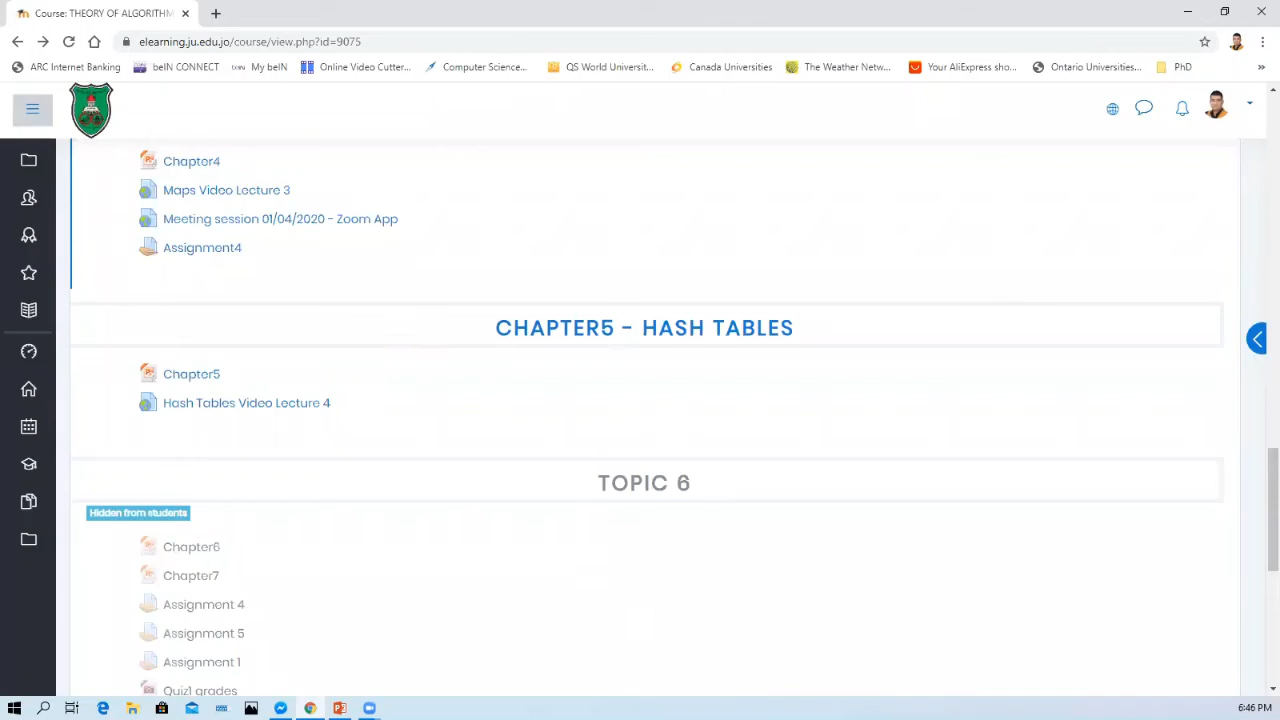 Course: THEORY OF ALGORITHM
elearning.ju.edu.jo/course/view.php?id=9075
ARC Internet Banking beIN CONNECT My beIN Online Video Cutter... Computer Science... QS World Universit... Canada Universities The Weather Netw... Your AliExpress sho... Ontario Universities... PhD
Chapter4
Maps Video Lecture 3
Meeting session 01/04/2020 - Zoom App
Assignment4
CHAPTER5 - HASH TABLES
Chapter5
Hash Tables Video Lecture 4
TOPIC 6
Hidden from students
Chapter6
Chapter7
Assignment 4
Assignment 5
Assignment 1
Quiz1 grades
6:46 PM